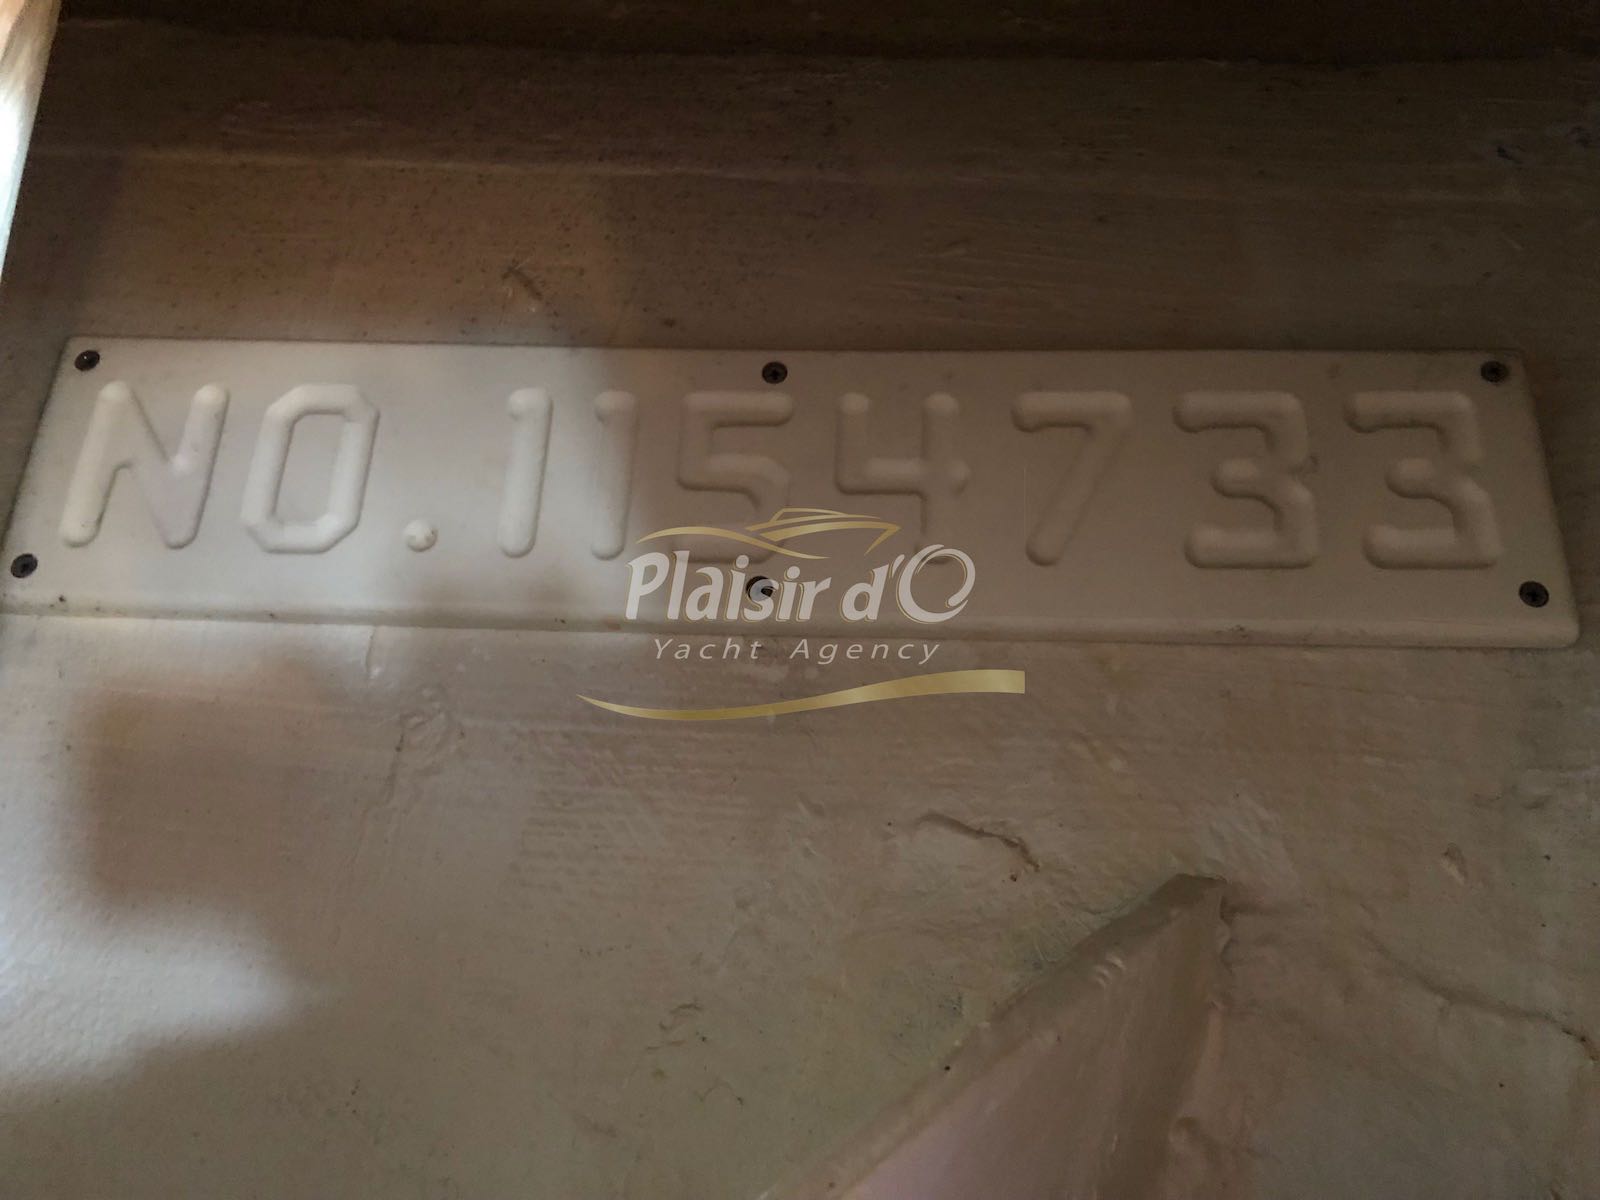 NO.1154733
Plaisir d'O
Yacht Agency